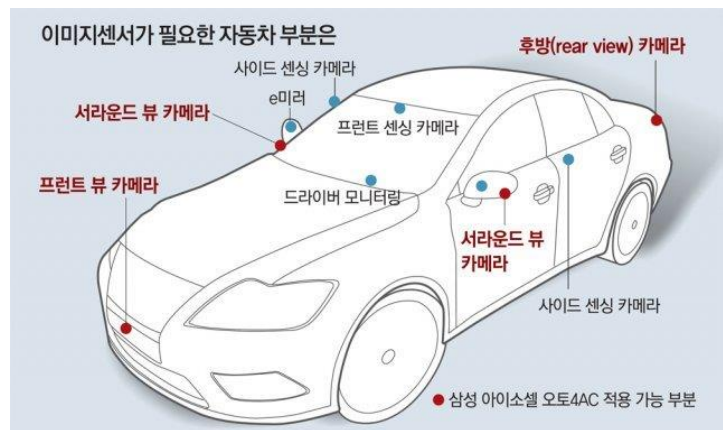 이미지센서가 필요한 자동차 부분은
후방(rear view) 카메라
사이드 센싱 카메라
e미러
서라운드 뷰 카메라
프런트 센싱 카메라
프런트 뷰 카메라
드라이버 모니터링
서라운드 뷰
카메라
사이드 센싱 카메라
삼성 아이소셀 오토4AC 적용 가능 부분